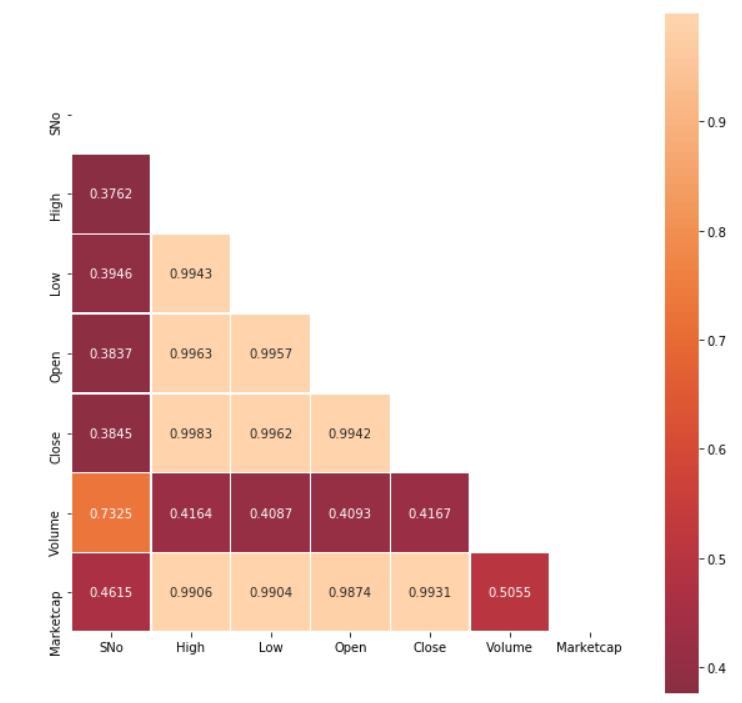 0.9
SNo
0.3762
High
0.8
0.3946 0.9943
Low
0.3837 0.9963 0.9957
0.7
Open
0.3845 0.9983 0.9962 0.9942
Close
0.6
0.7325 0.4164 0.4087 0.4093 0.4167
Volume
0.5
0.4615 0.9906 0.9904 0.9874 0.9931 0.5055
Marketcap
SNo High Low Open Close Volume Marketcap
0.4